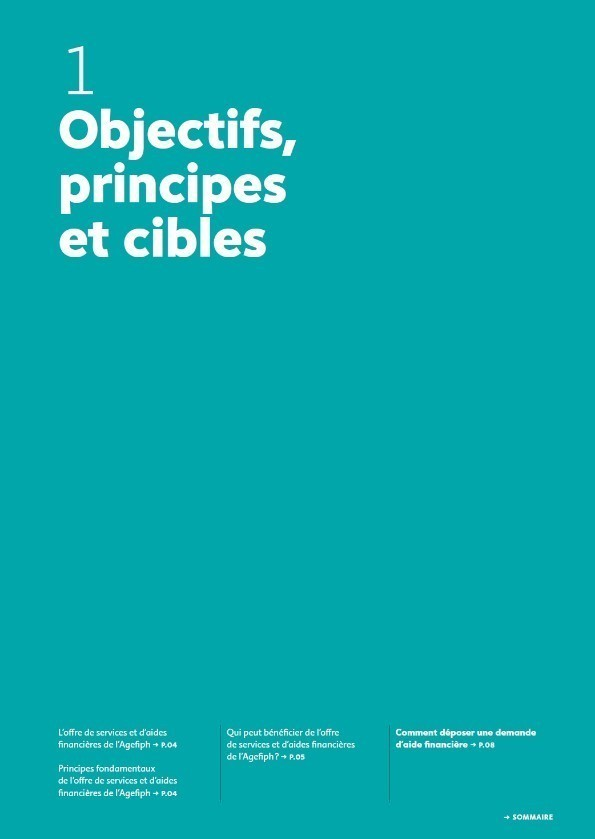 1
Objectifs,
principes
et cibles
L'offre de services et d'aides
financières de l'Agefiph → P.04
Principes fondamentaux
de l'offre de services et d'aides
financières de l'Agefiph → P.04
Qui peut bénéficier de l'offre
de services et d'aides financières
de l'Agefiph ? → P.05
Comment déposer une demande
d'aide financière → P.08
→ SOMMAIRE